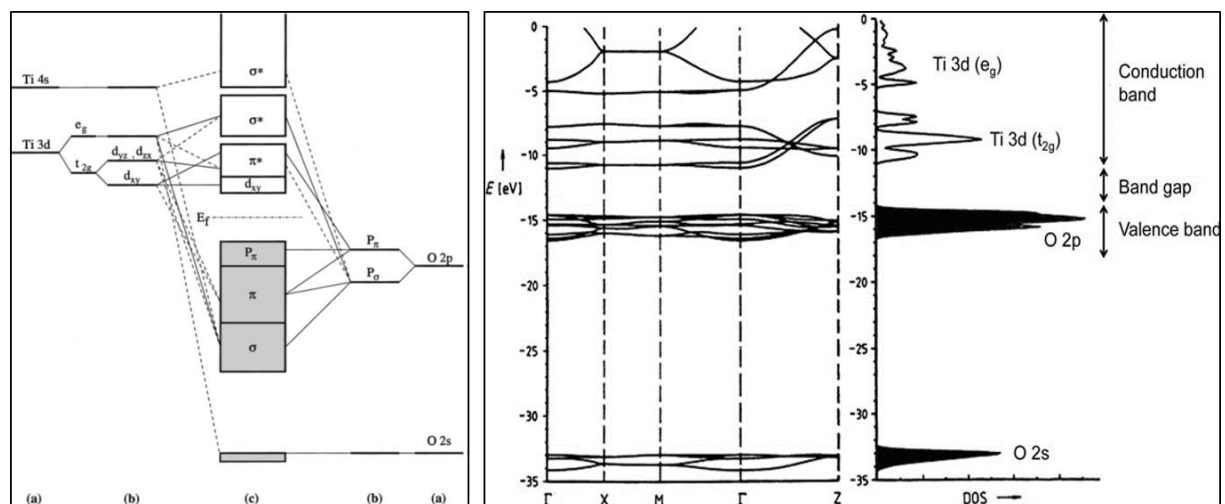 Ti 4s
Ti 3d
e_g
t_2g
d_yz , d_zx
d_xy
σ*
σ*
π*
d_xy
E_f
P_π
π
σ
P_π
P_σ
O 2p
O 2s
(a) (b) (c) (b) (a)
0
-5
-10
E [eV]
-15
-20
-25
-30
-35
Γ X M Γ Z
0
-5
-10
-15
-20
-25
-30
-35
DOS
Ti 3d (e_g)
Ti 3d (t_2g)
O 2p
O 2s
Conduction band
Band gap
Valence band